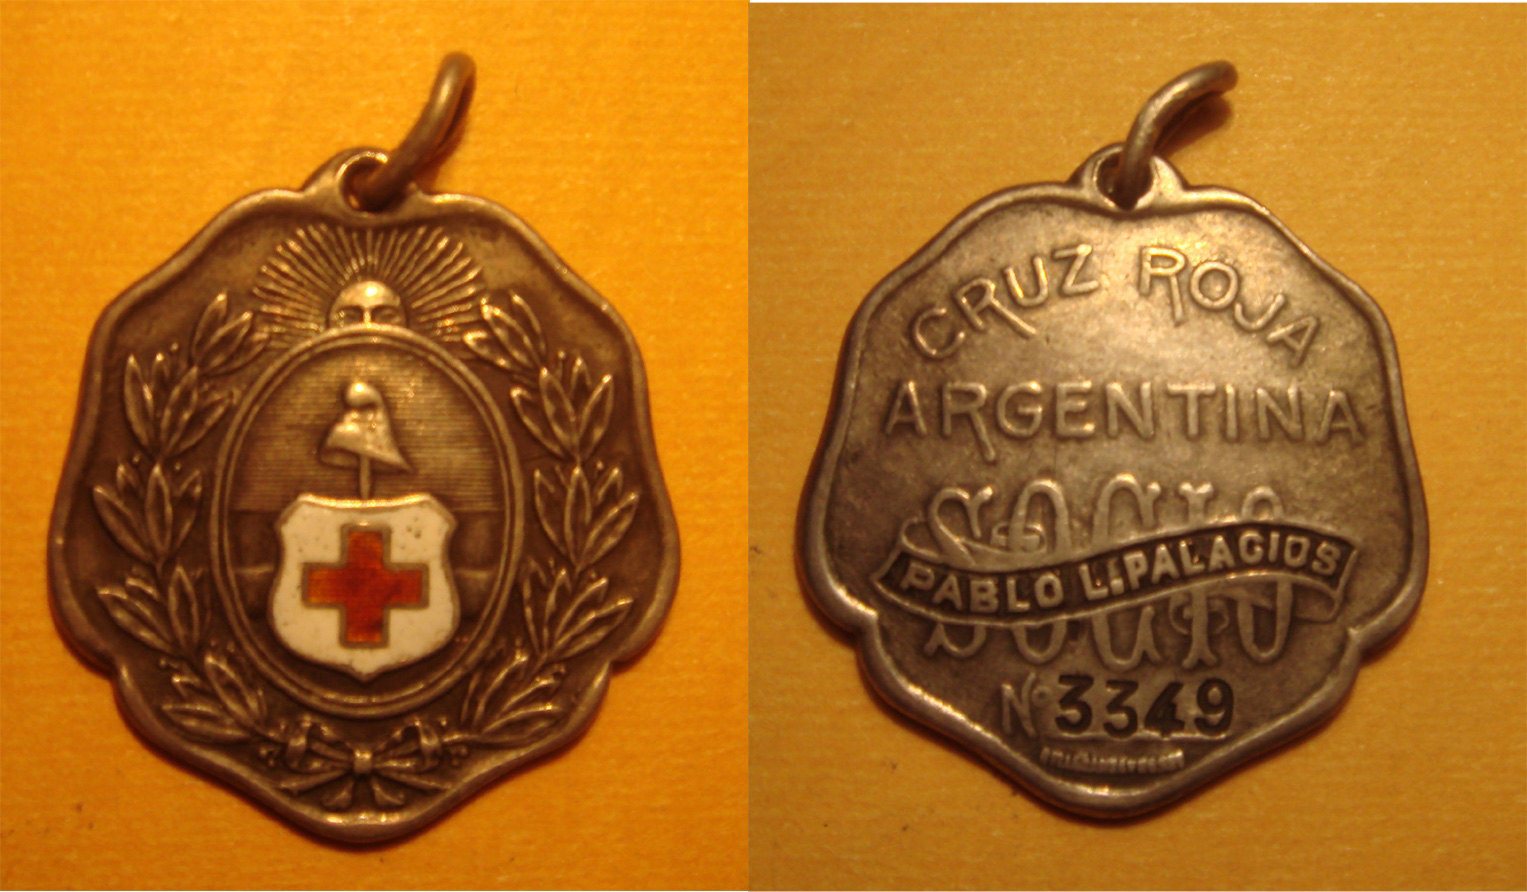 CRUZ ROJA
ARGENTINA
SOCIO
PABLO L. PALACIOS
Nº 3349